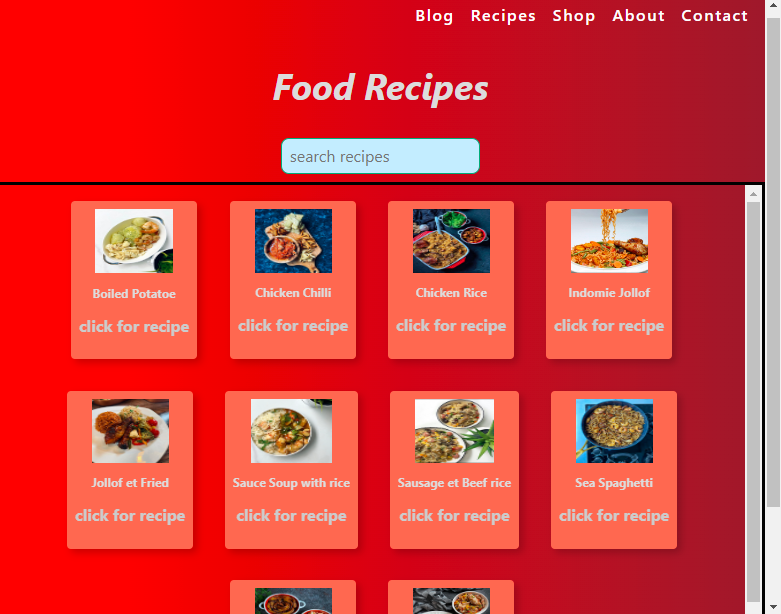 Blog Recipes Shop About Contact
Food Recipes
search recipes
Boiled Potatoe
click for recipe
Chicken Chilli
click for recipe
Chicken Rice
click for recipe
Indomie Jollof
click for recipe
Jollof et Fried
click for recipe
Sauce Soup with rice
click for recipe
Sausage et Beef rice
click for recipe
Sea Spaghetti
click for recipe